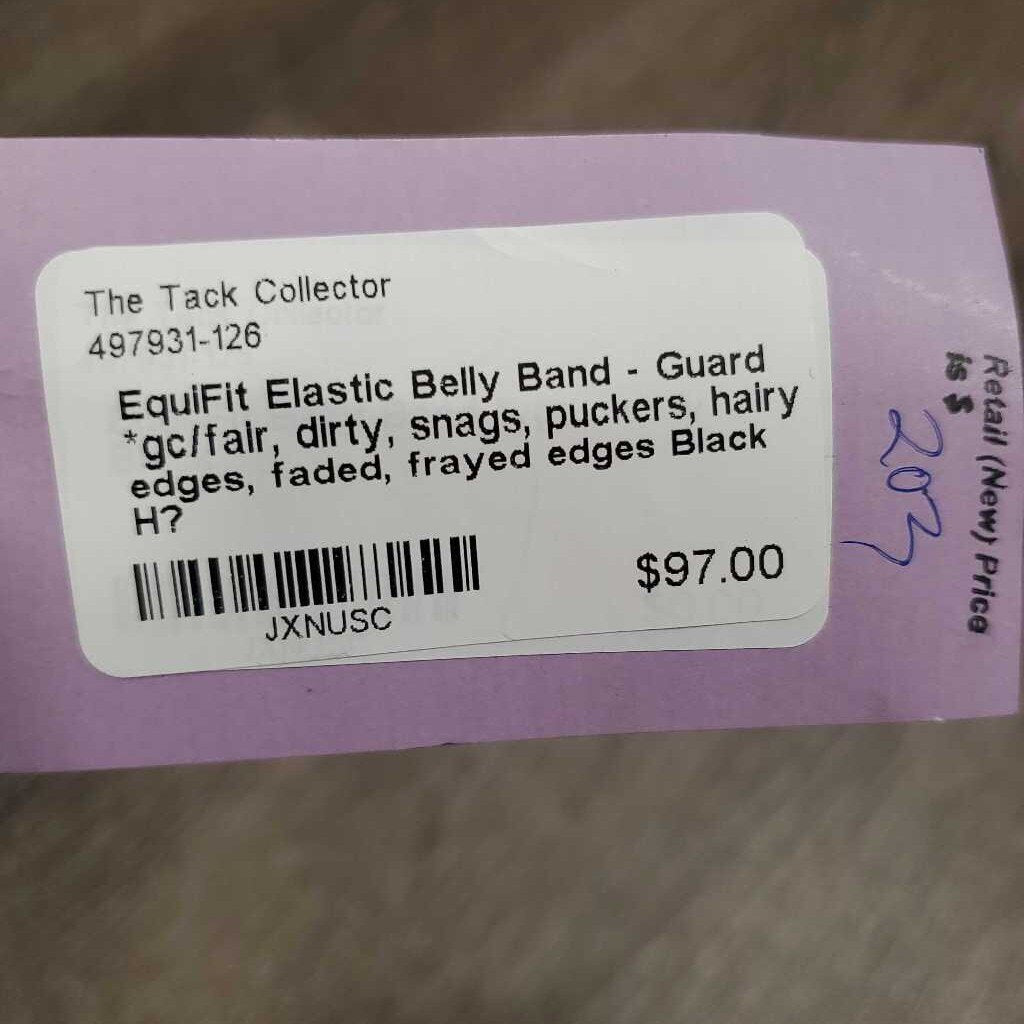 The Tack Collector
497931-126
EquiFit Elastic Belly Band - Guard
*gc/fair, dirty, snags, puckers, hairy
edges, faded, frayed edges Black
H?
$97.00
JXNUSC
Retail (New) Price
is $
203